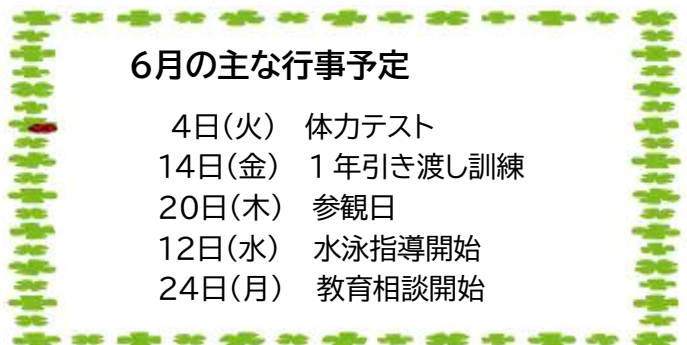 6月の主な行事予定
4日(火) 体力テスト
14日(金) 1年引き渡し訓練
20日(木) 参観日
12日(水) 水泳指導開始
24日(月) 教育相談開始